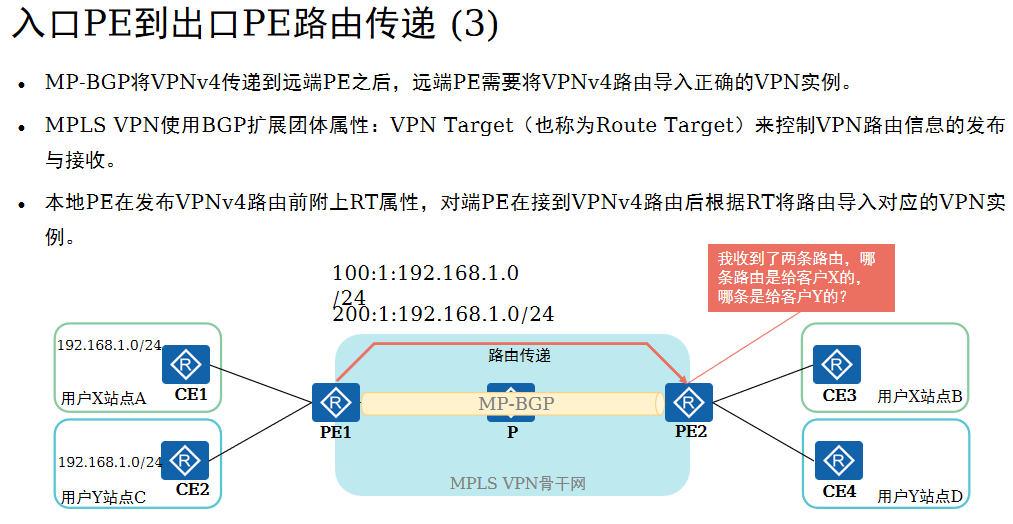 入口PE到出口PE路由传递 (3)
• MP-BGP将VPNv4传递到远端PE之后，远端PE需要将VPNv4路由导入正确的VPN实例。
• MPLS VPN使用BGP扩展团体属性：VPN Target（也称为Route Target）来控制VPN路由信息的发布
与接收。
• 本地PE在发布VPNv4路由前附上RT属性，对端PE在接到VPNv4路由后根据RT将路由导入对应的VPN实
例。
我收到了两条路由，哪
条路由是给客户X的，
哪条是给客户Y的？
100:1:192.168.1.0
/24
200:1:192.168.1.0/24
路由传递
192.168.1.0/24
R
CE1
用户X站点A
192.168.1.0/24
R
CE2
用户Y站点C
R
PE1
MP-BGP
P
R
PE2
MPLS VPN骨干网
R
CE3
用户X站点B
R
CE4
用户Y站点D